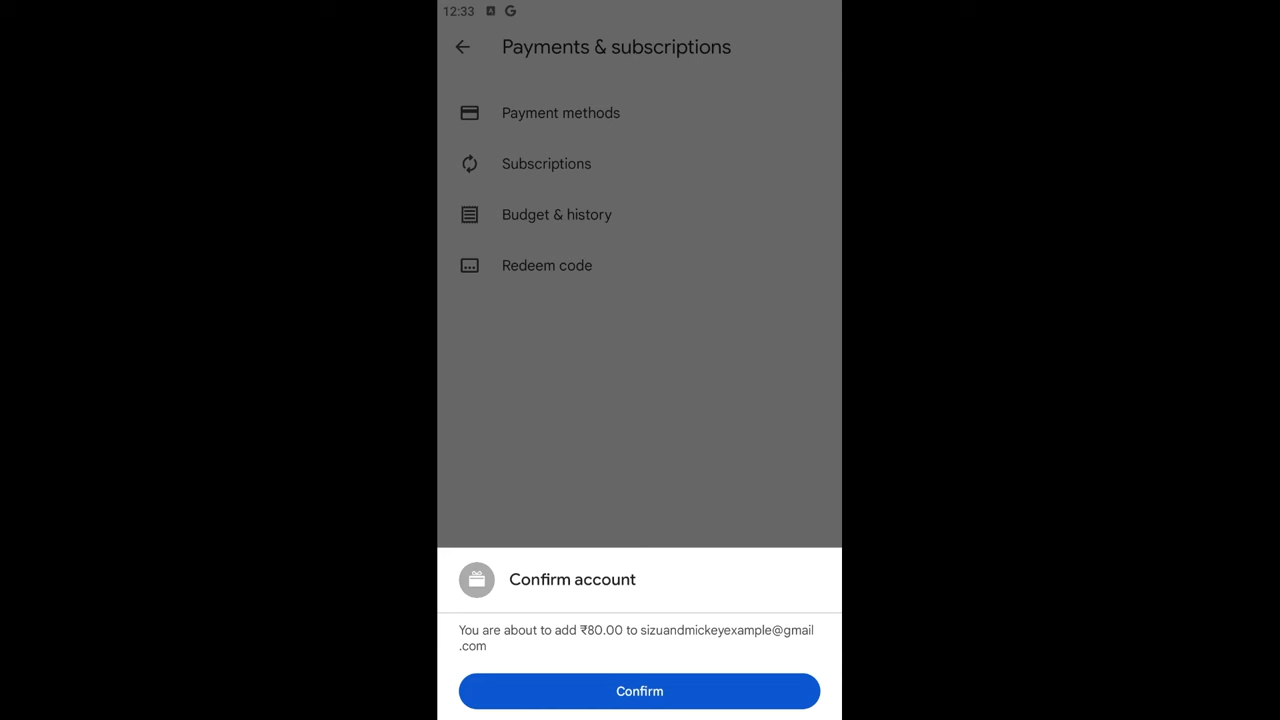 12:33
Payments & subscriptions
Payment methods
Subscriptions
Budget & history
Redeem code
Confirm account
You are about to add ₹80.00 to sizuandmickeyexample@gmail
.com
Confirm